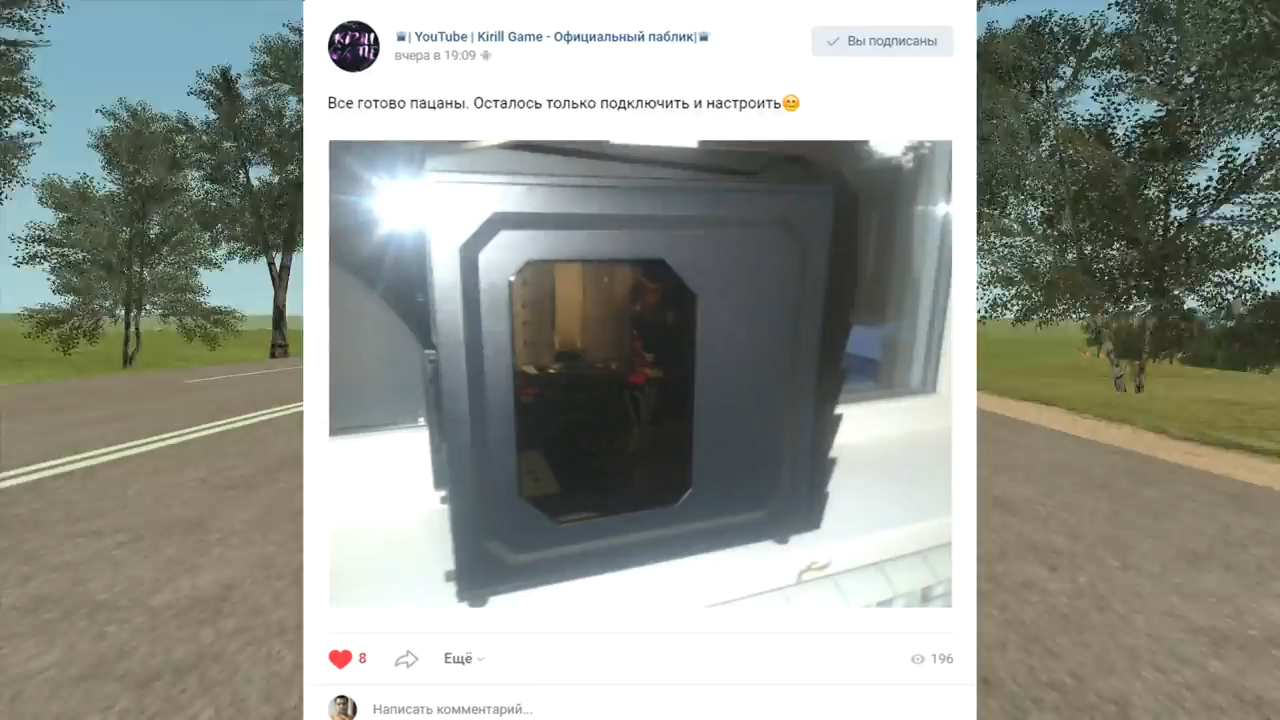 ♛| YouTube | Kirill Game - Официальный паблик|♛
вчера в 19:09
Вы подписаны
Все готово пацаны. Осталось только подключить и настроить😊
8
Ещё
196
Написать комментарий...